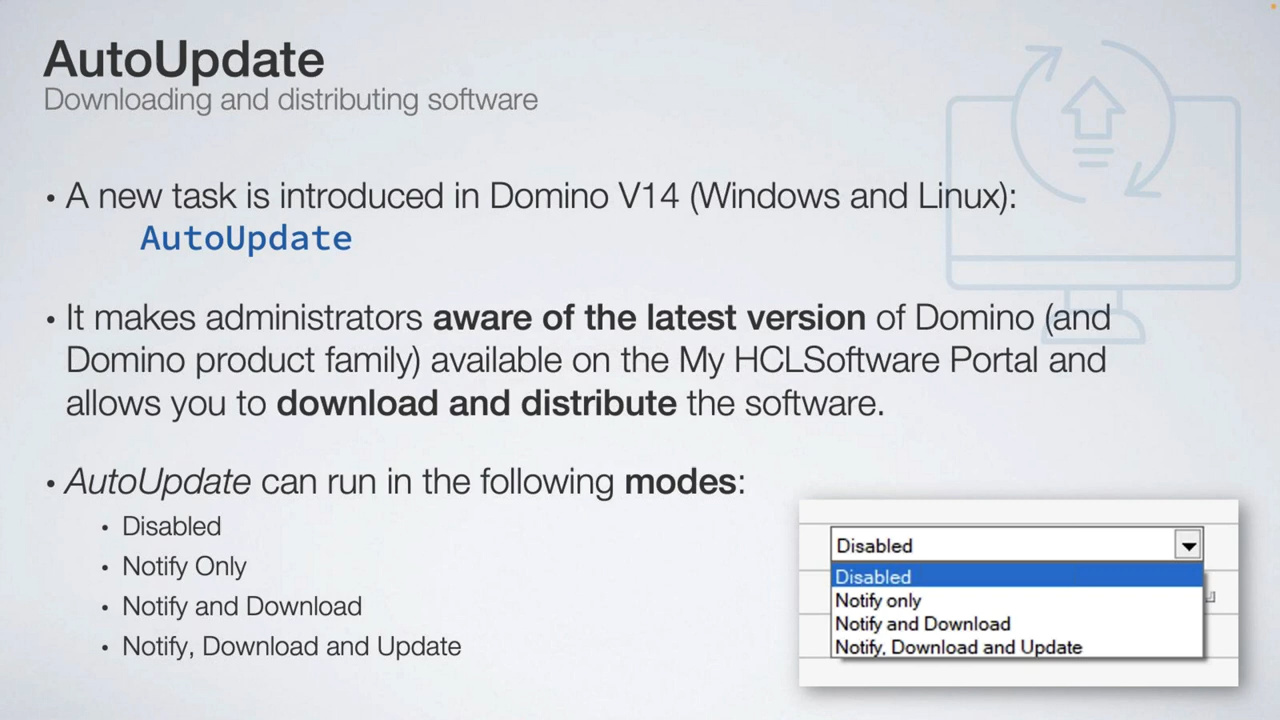 AutoUpdate
Downloading and distributing software
• A new task is introduced in Domino V14 (Windows and Linux):
AutoUpdate
• It makes administrators aware of the latest version of Domino (and
Domino product family) available on the My HCLSoftware Portal and
allows you to download and distribute the software.
• AutoUpdate can run in the following modes:
• Disabled
• Notify Only
• Notify and Download
• Notify, Download and Update
Disabled
Disabled
Notify only
Notify and Download
Notify, Download and Update